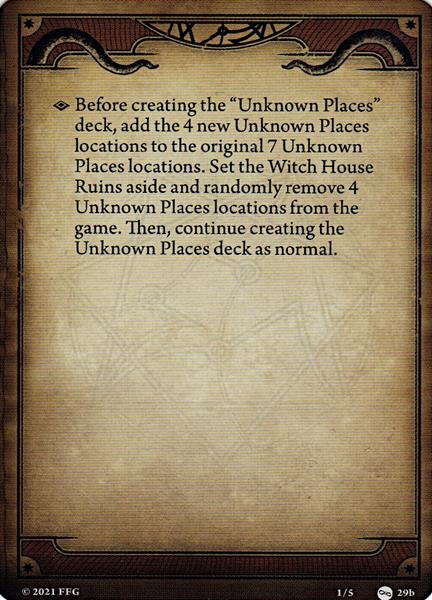 Before creating the “Unknown Places”
deck, add the 4 new Unknown Places
locations to the original 7 Unknown
Places locations. Set the Witch House
Ruins aside and randomly remove 4
Unknown Places locations from the
game. Then, continue creating the
Unknown Places deck as normal.
© 2021 FFG
1/5
29b